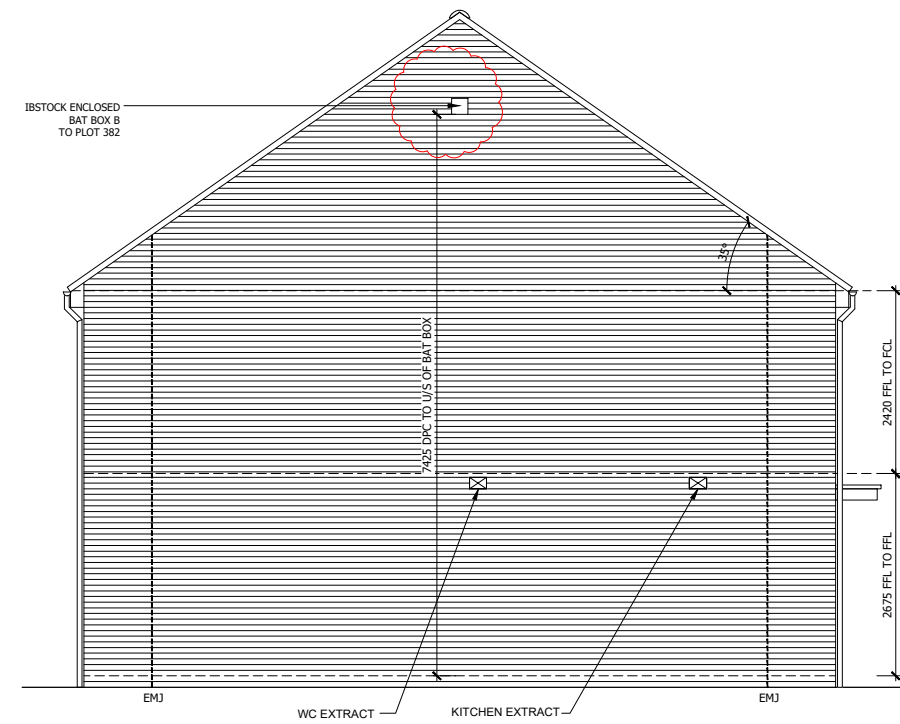 IBSTOCK ENCLOSED
BAT BOX B
TO PLOT 382
35°
7425 DPC TO U/S OF BAT BOX
2420 FFL TO FCL
2675 FFL TO FFL
EMJ
EMJ
WC EXTRACT
KITCHEN EXTRACT